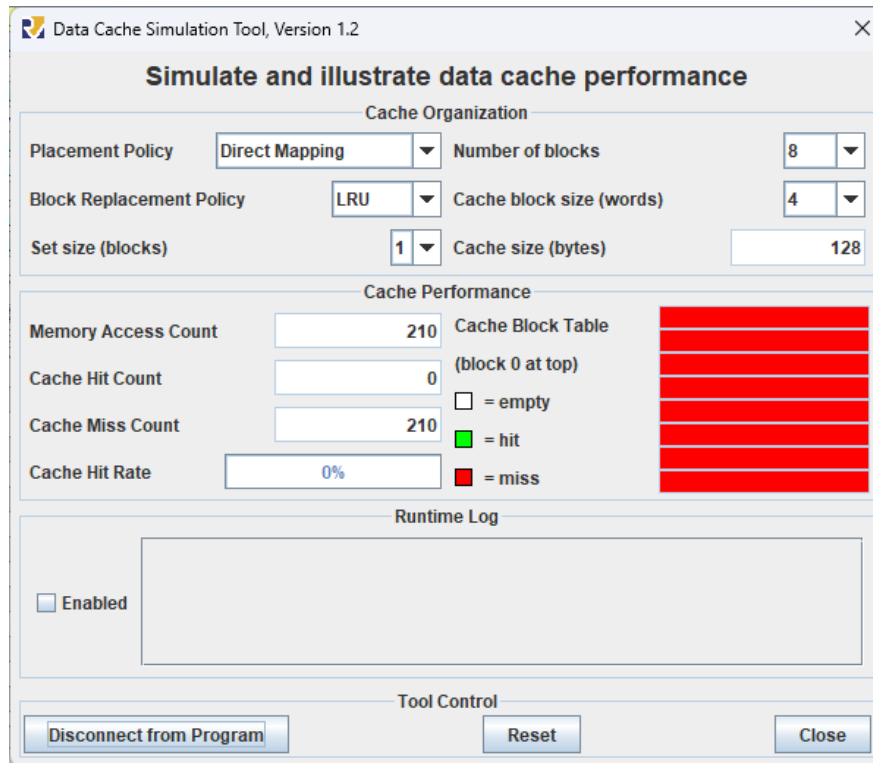 Data Cache Simulation Tool, Version 1.2
Simulate and illustrate data cache performance
Cache Organization
Placement Policy Direct Mapping Number of blocks 8
Block Replacement Policy LRU Cache block size (words) 4
Set size (blocks) 1 Cache size (bytes) 128
Cache Performance
Memory Access Count 210 Cache Block Table
(block 0 at top)
Cache Hit Count 0
= empty
Cache Miss Count 210
= hit
Cache Hit Rate 0%
= miss
Runtime Log
Enabled
Tool Control
Disconnect from Program Reset Close